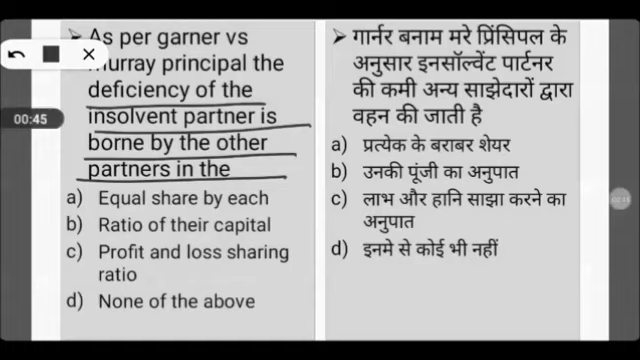 As per garner vs
murray principal the
deficiency of the
insolvent partner is
borne by the other
partners in the
a) Equal share by each
b) Ratio of their capital
c) Profit and loss sharing
ratio
d) None of the above
गार्नर बनाम मरे प्रिंसिपल के
अनुसार इनसॉल्वेंट पार्टनर
की कमी अन्य साझेदारों द्वारा
वहन की जाती है
a) प्रत्येक के बराबर शेयर
b) उनकी पूंजी का अनुपात
c) लाभ और हानि साझा करने का
अनुपात
d) इनमे से कोई भी नहीं
00:45